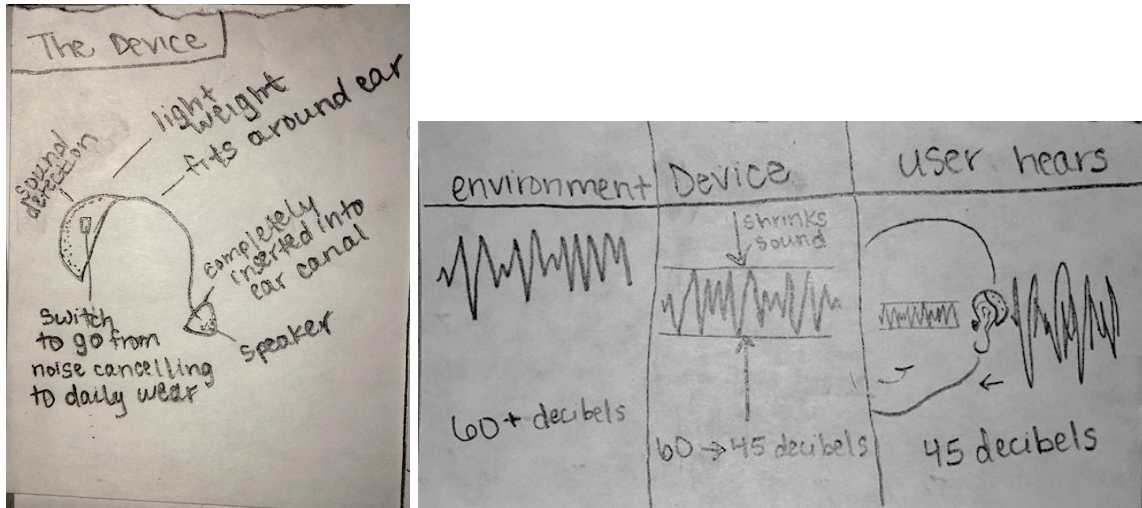 The Device
light
weight
fits around ear
sound
detection
completely
inserted into
ear canal
speaker
switch
to go from
noise cancelling
to daily wear
environment
Device
user hears
shrinks
sound
60+ decibels
60 → 45 decibels
45 decibels